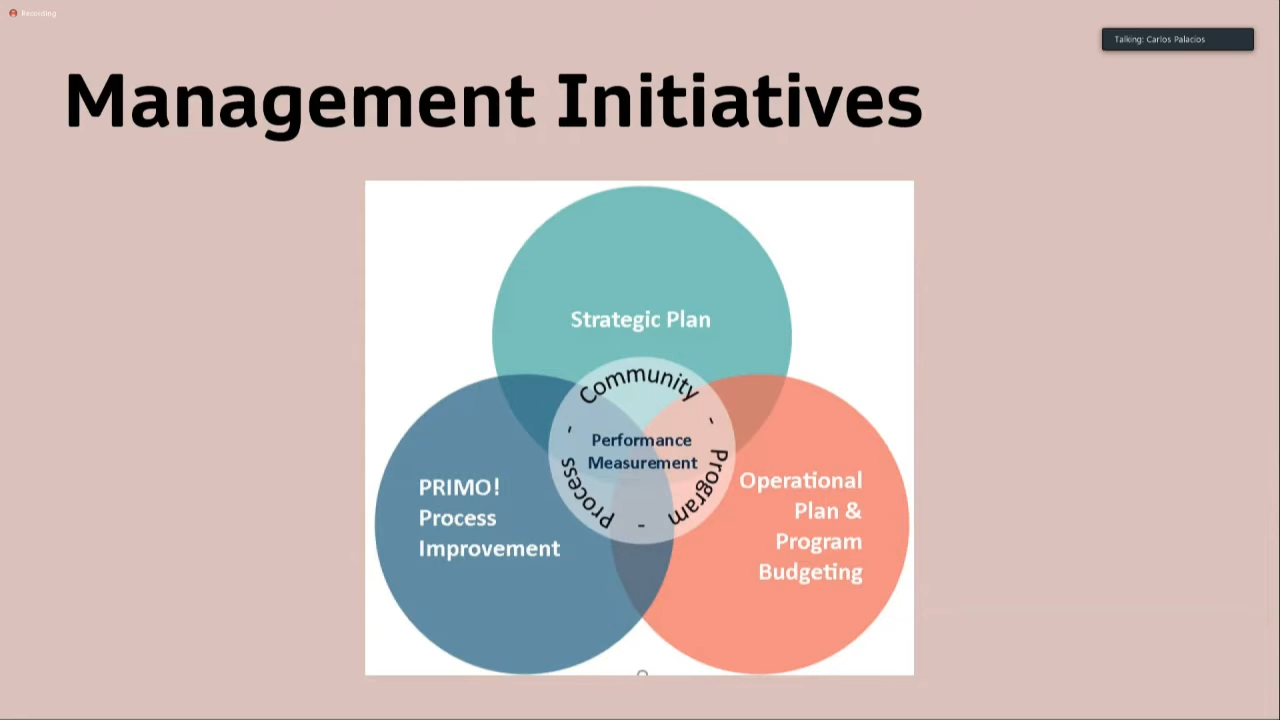 Recording
Talking: Carlos Palacios
Management Initiatives
Strategic Plan
Community
-
Program
-
Process
-
Performance
Measurement
PRIMO!
Process
Improvement
Operational
Plan &
Program
Budgeting